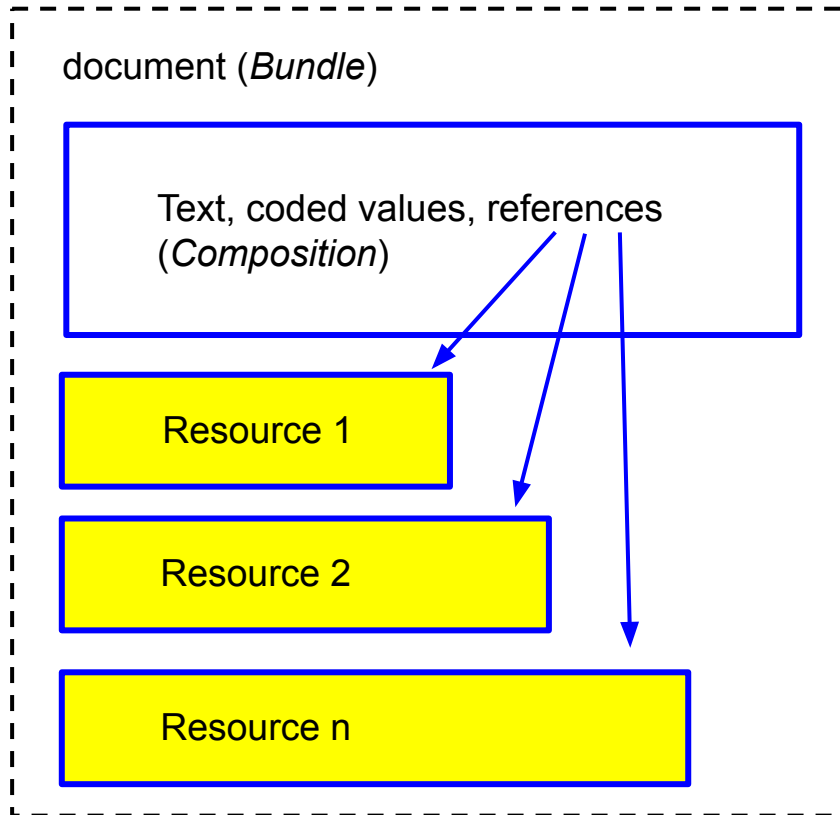 document (Bundle)
Text, coded values, references
(Composition)
Resource 1
Resource 2
Resource n